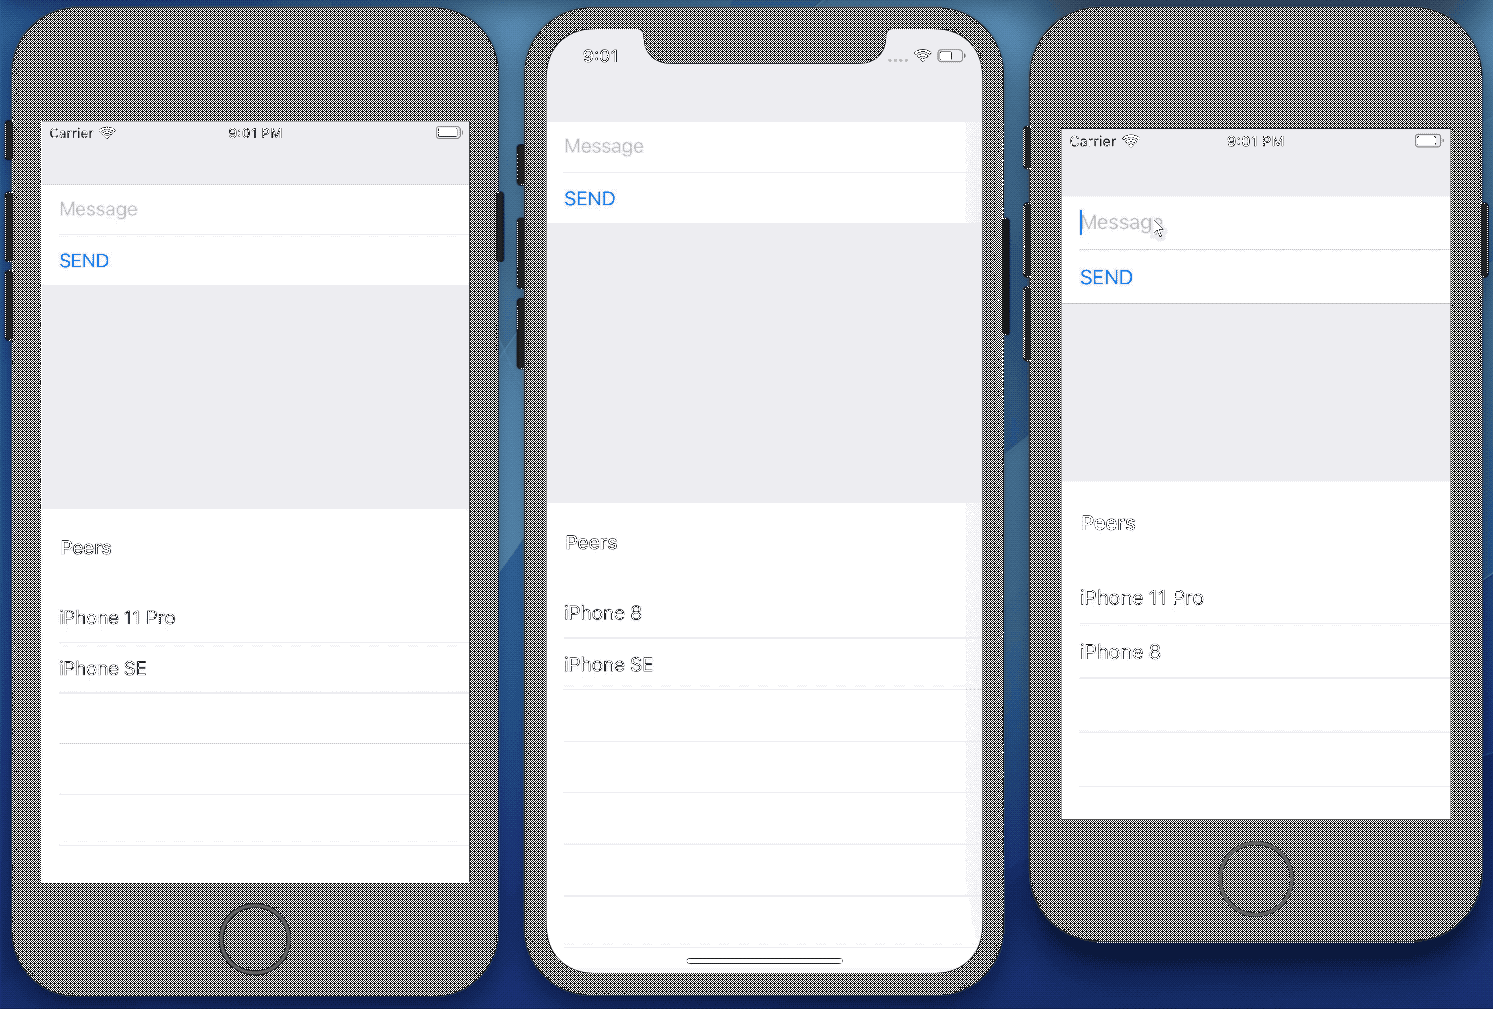 Carrier 9:01 PM
Message
SEND
Peers
iPhone 11 Pro
iPhone SE
9:01
Message
SEND
Peers
iPhone 8
iPhone SE
Carrier 9:01 PM
Message
SEND
Peers
iPhone 11 Pro
iPhone 8